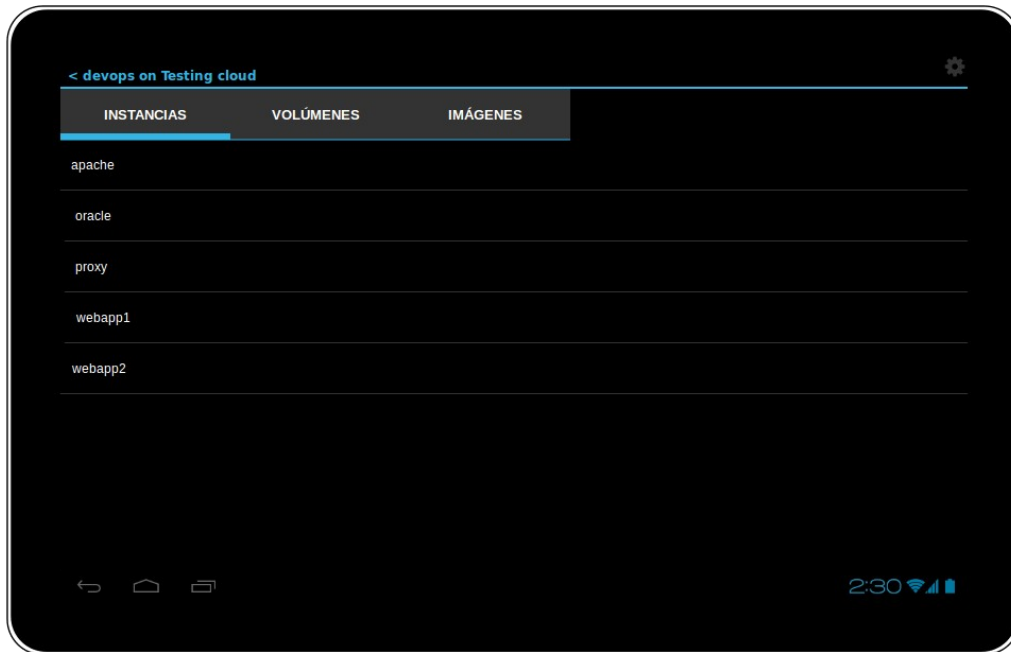 < devops on Testing cloud
INSTANCIAS VOLÚMENES IMÁGENES
apache
oracle
proxy
webapp1
webapp2
2:30